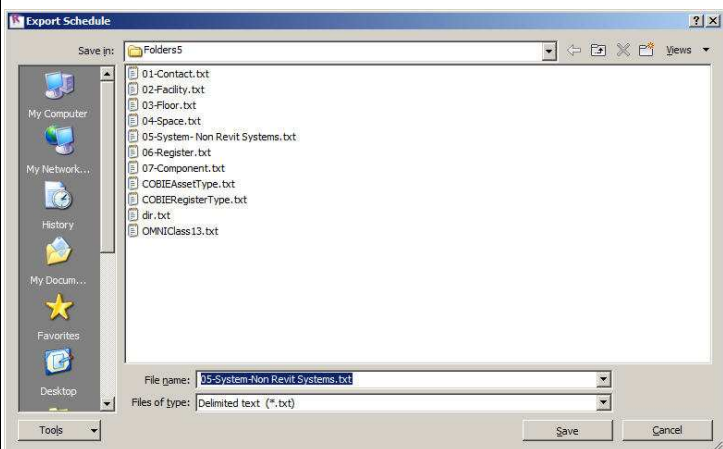 Export Schedule
Save in: Folders5 Views
My Computer
My Network...
History
My Docum...
Favorites
Desktop
01-Contact.txt
02-Facility.txt
03-Floor.txt
04-Space.txt
05-System- Non Revit Systems.txt
06-Register.txt
07-Component.txt
COBIEAssetType.txt
COBIERegisterType.txt
dir.txt
OMNIClass13.txt
File name: 05-System-Non Revit Systems.txt
Files of type: Delimited text (*.txt)
Tools Save Cancel